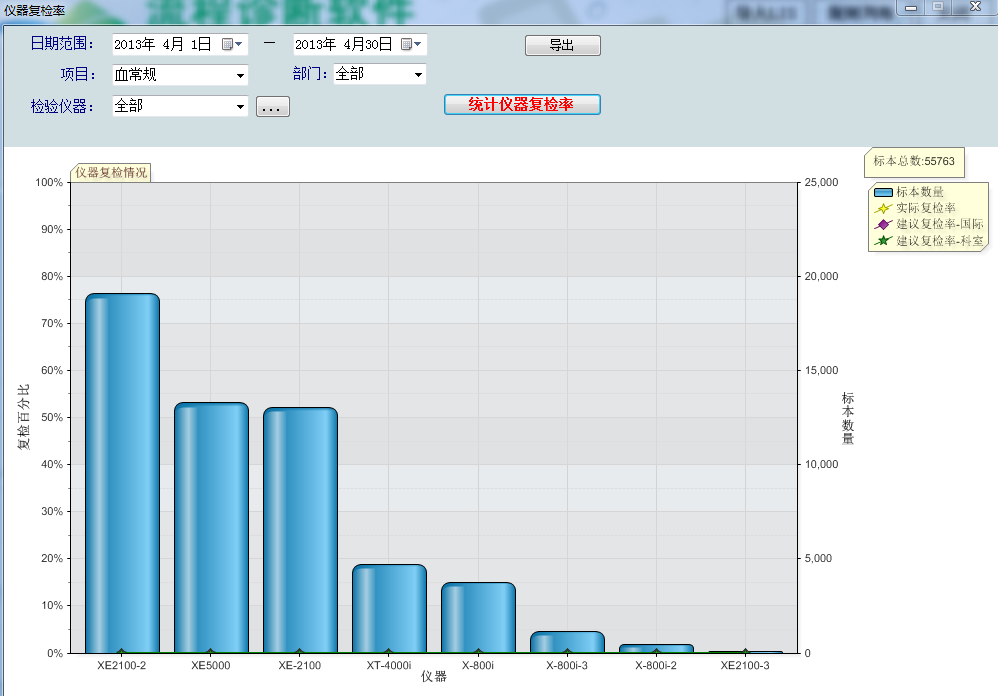 仪器复检率
流程诊断软件
日期范围： 2013年 4月 1日 — 2013年 4月30日 导出
项目： 血常规 部门： 全部
检验仪器： 全部 ... 统计仪器复检率
仪器复检情况
标本总数:55763
标本数量
实际复检率
建议复检率-国际
建议复检率-科室
100%
90%
80%
70%
60%
50%
40%
30%
20%
10%
0%
复检百分比
25,000
20,000
15,000
10,000
5,000
0
标本数量
XE2100-2 XE5000 XE-2100 XT-4000i X-800i X-800i-3 X-800i-2 XE2100-3
仪器